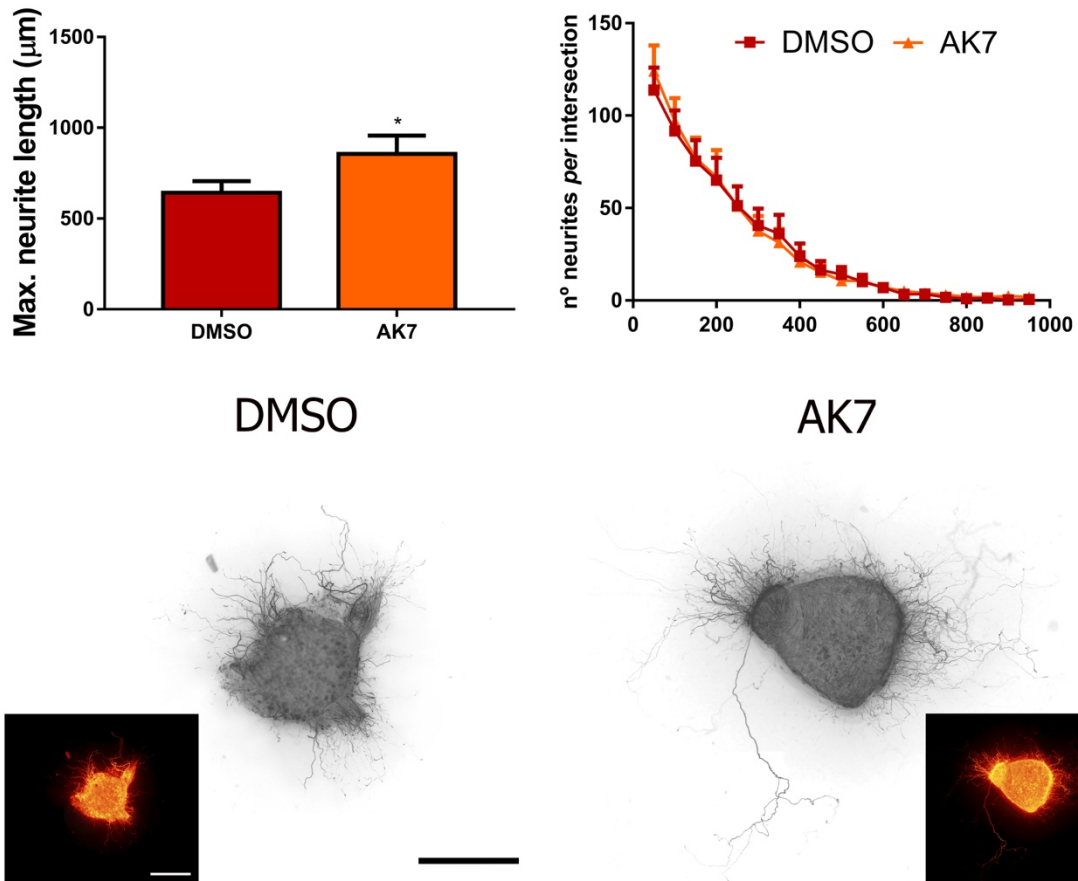 Max. neurite length (μm)
1500
1000
500
0
*
DMSO
AK7
nº neurites per intersection
150
100
50
0
DMSO AK7
0 200 400 600 800 1000
DMSO
AK7